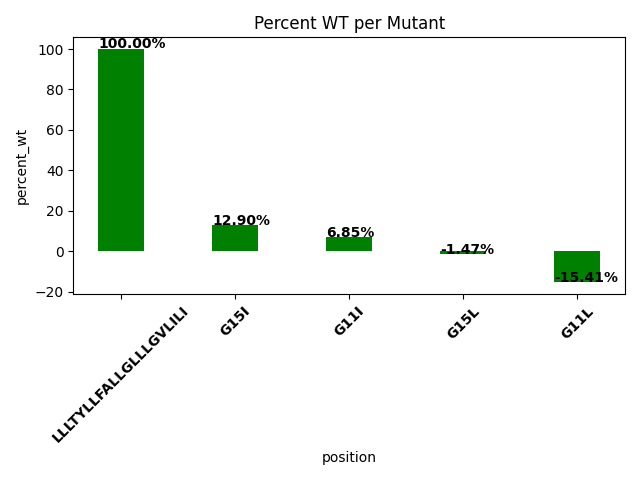 Percent WT per Mutant
percent_wt
100
80
60
40
20
0
−20
100.00%
12.90%
6.85%
-1.47%
-15.41%
LLLTYLLFALLGLLLGVLILI
G15I
G11I
G15L
G11L
position